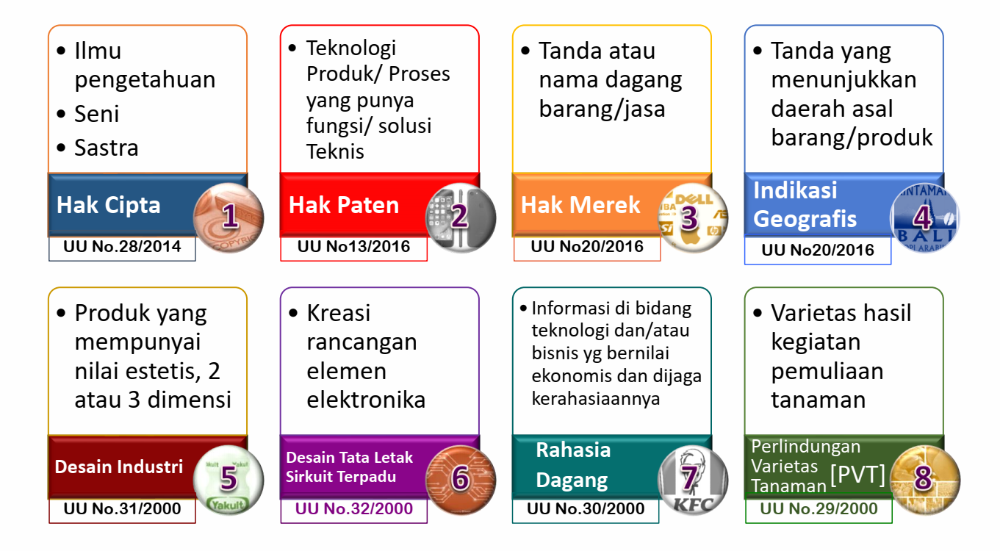 • Ilmu
pengetahuan
• Seni
• Sastra
Hak Cipta
1
UU No.28/2014
• Teknologi
Produk/ Proses
yang punya
fungsi/ solusi
Teknis
Hak Paten
2
UU No13/2016
• Tanda atau
nama dagang
barang/jasa
Hak Merek
DELL
3
UU No20/2016
• Tanda yang
menunjukkan
daerah asal
barang/produk
Indikasi
Geografis
4
BALI
UU No20/2016
• Produk yang
mempunyai
nilai estetis, 2
atau 3 dimensi
Desain Industri
5
Yakult
UU No.31/2000
• Kreasi
rancangan
elemen
elektronika
Desain Tata Letak
Sirkuit Terpadu
6
UU No.32/2000
• Informasi di bidang
teknologi dan/atau
bisnis yg bernilai
ekonomis dan dijaga
kerahasiaannya
Rahasia
Dagang
7
KFC
UU No.30/2000
• Varietas hasil
kegiatan
pemuliaan
tanaman
Perlindungan
Varietas
Tanaman [PVT]
8
UU No.29/2000